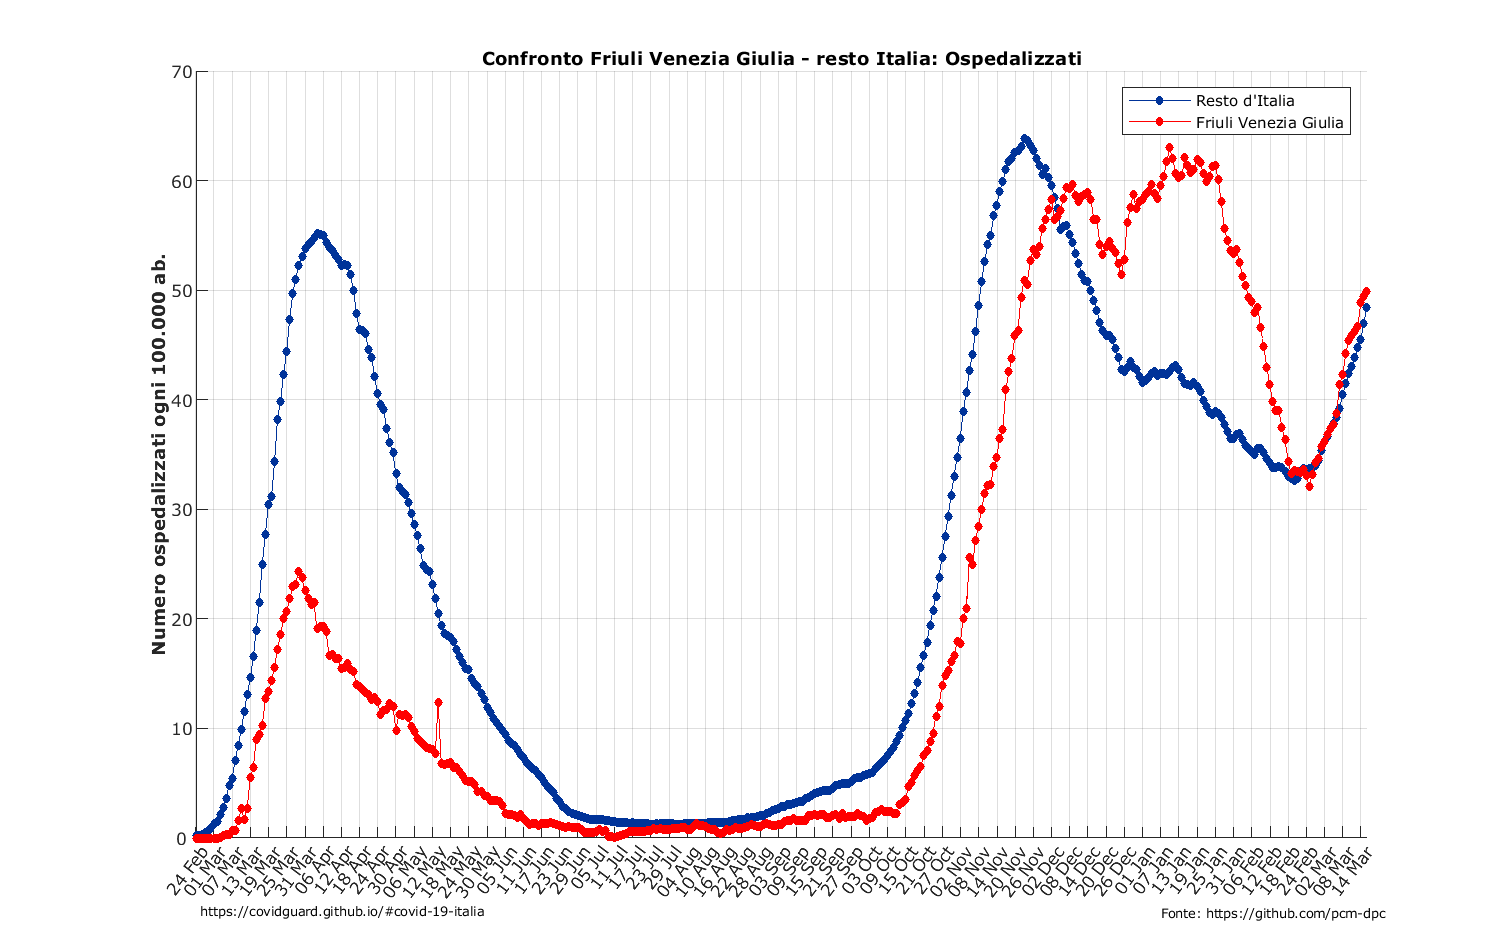 Confronto Friuli Venezia Giulia - resto Italia: Ospedalizzati
Resto d'Italia
Friuli Venezia Giulia
Numero ospedalizzati ogni 100.000 ab.
70
60
50
40
30
20
10
0
24 Feb
01 Mar
07 Mar
13 Mar
19 Mar
25 Mar
31 Mar
06 Apr
12 Apr
18 Apr
24 Apr
30 Apr
06 May
12 May
18 May
24 May
30 May
05 Jun
11 Jun
17 Jun
23 Jun
29 Jun
05 Jul
11 Jul
17 Jul
23 Jul
29 Jul
04 Aug
10 Aug
16 Aug
22 Aug
28 Aug
03 Sep
09 Sep
15 Sep
21 Sep
27 Sep
03 Oct
09 Oct
15 Oct
21 Oct
27 Oct
02 Nov
08 Nov
14 Nov
20 Nov
26 Nov
02 Dec
08 Dec
14 Dec
20 Dec
26 Dec
01 Jan
07 Jan
13 Jan
19 Jan
25 Jan
31 Jan
06 Feb
12 Feb
18 Feb
24 Feb
02 Mar
08 Mar
14 Mar
https://covidguard.github.io/#covid-19-italia
Fonte: https://github.com/pcm-dpc